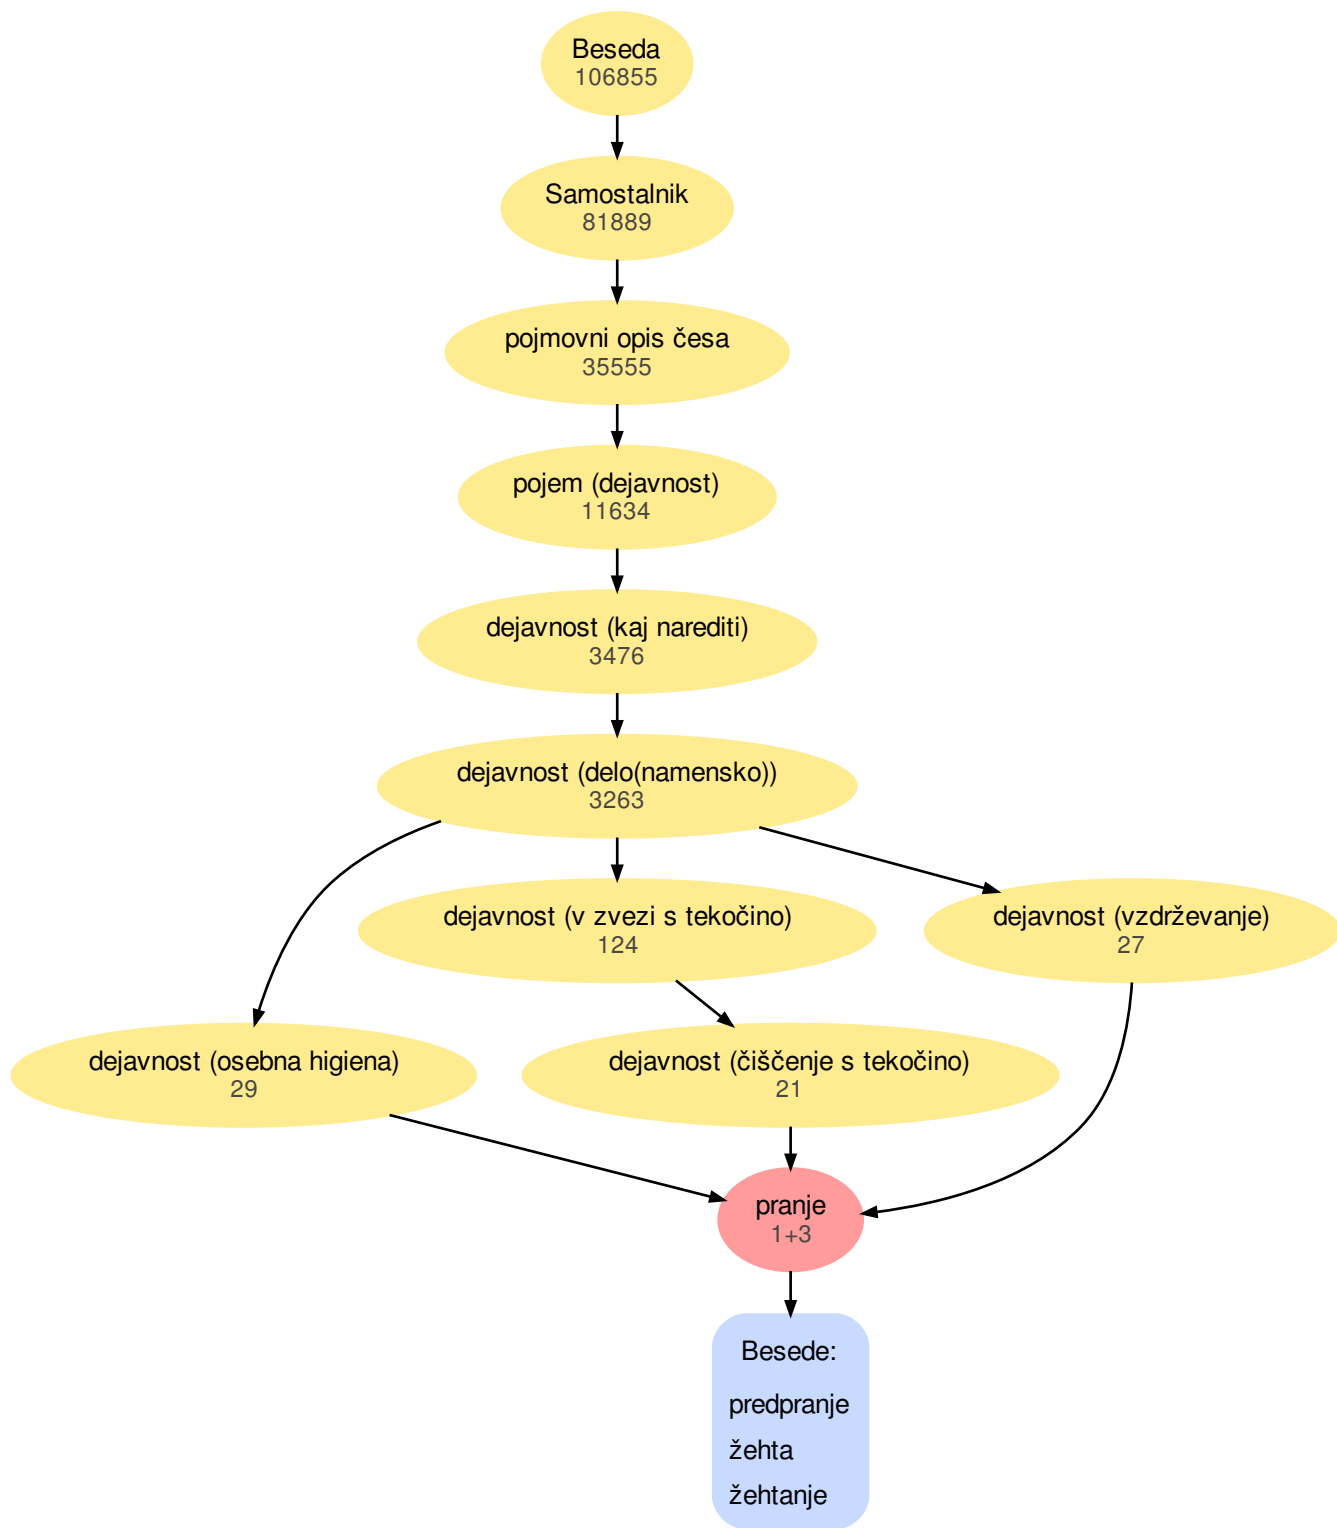 Beseda
106855
Samostalnik
81889
pojmovni opis česa
35555
pojem (dejavnost)
11634
dejavnost (kaj narediti)
3476
dejavnost (delo(namensko))
3263
dejavnost (v zvezi s tekočino)
124
dejavnost (vzdrževanje)
27
dejavnost (osebna higiena)
29
dejavnost (čiščenje s tekočino)
21
pranje
1+3
Besede:
predpranje
žehta
žehtanje